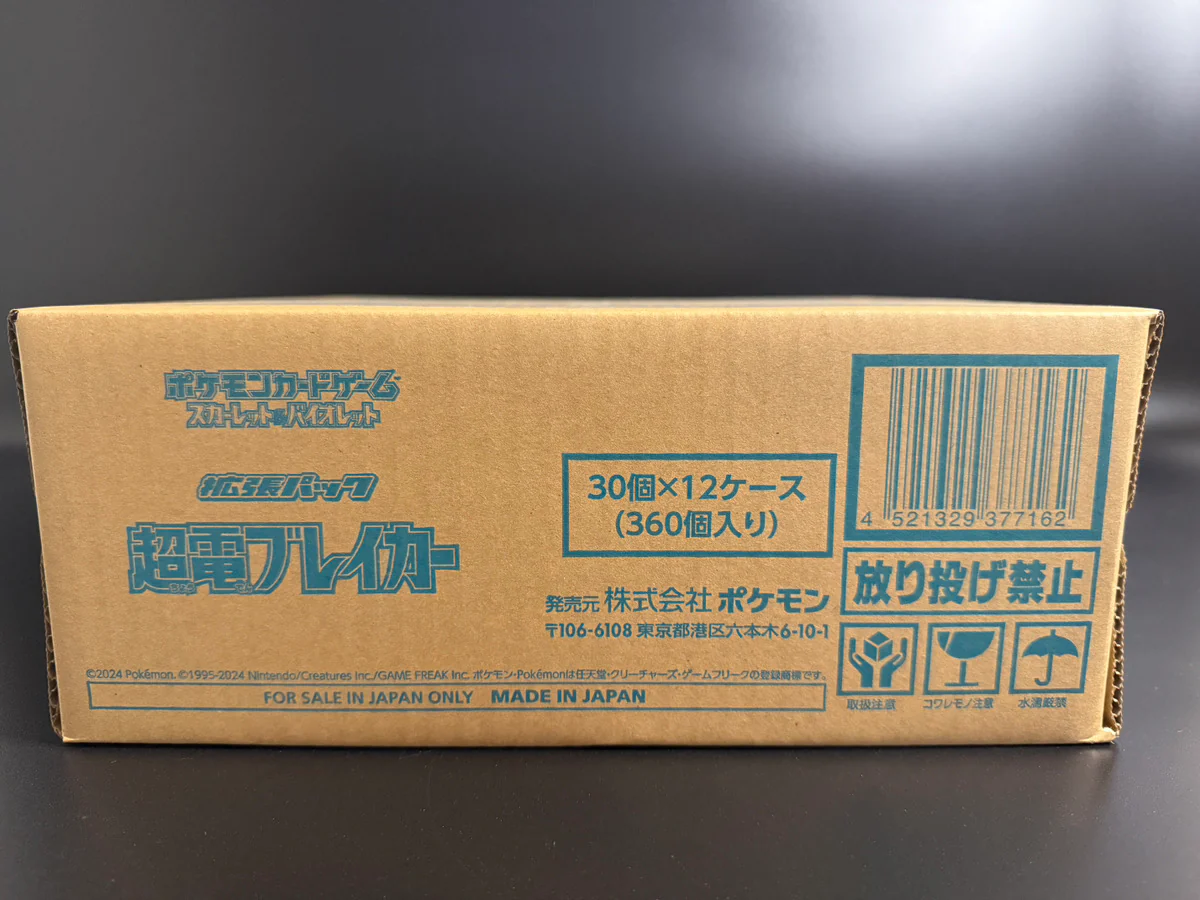 ポケモンカードゲーム
スカーレット&バイオレット
拡張パック
超電ブレイカー
ちょう でん
30個×12ケース
(360個入り)
発売元 株式会社 ポケモン
〒106-6108 東京都港区六本木6-10-1
©2024 Pokémon. ©1995-2024 Nintendo/Creatures Inc./GAME FREAK Inc. ポケモン・Pokémonは任天堂・クリーチャーズ・ゲームフリークの登録商標です。
FOR SALE IN JAPAN ONLY MADE IN JAPAN
4 521329 377162
放り投げ禁止
取扱注意 コワレモノ注意 水濡厳禁